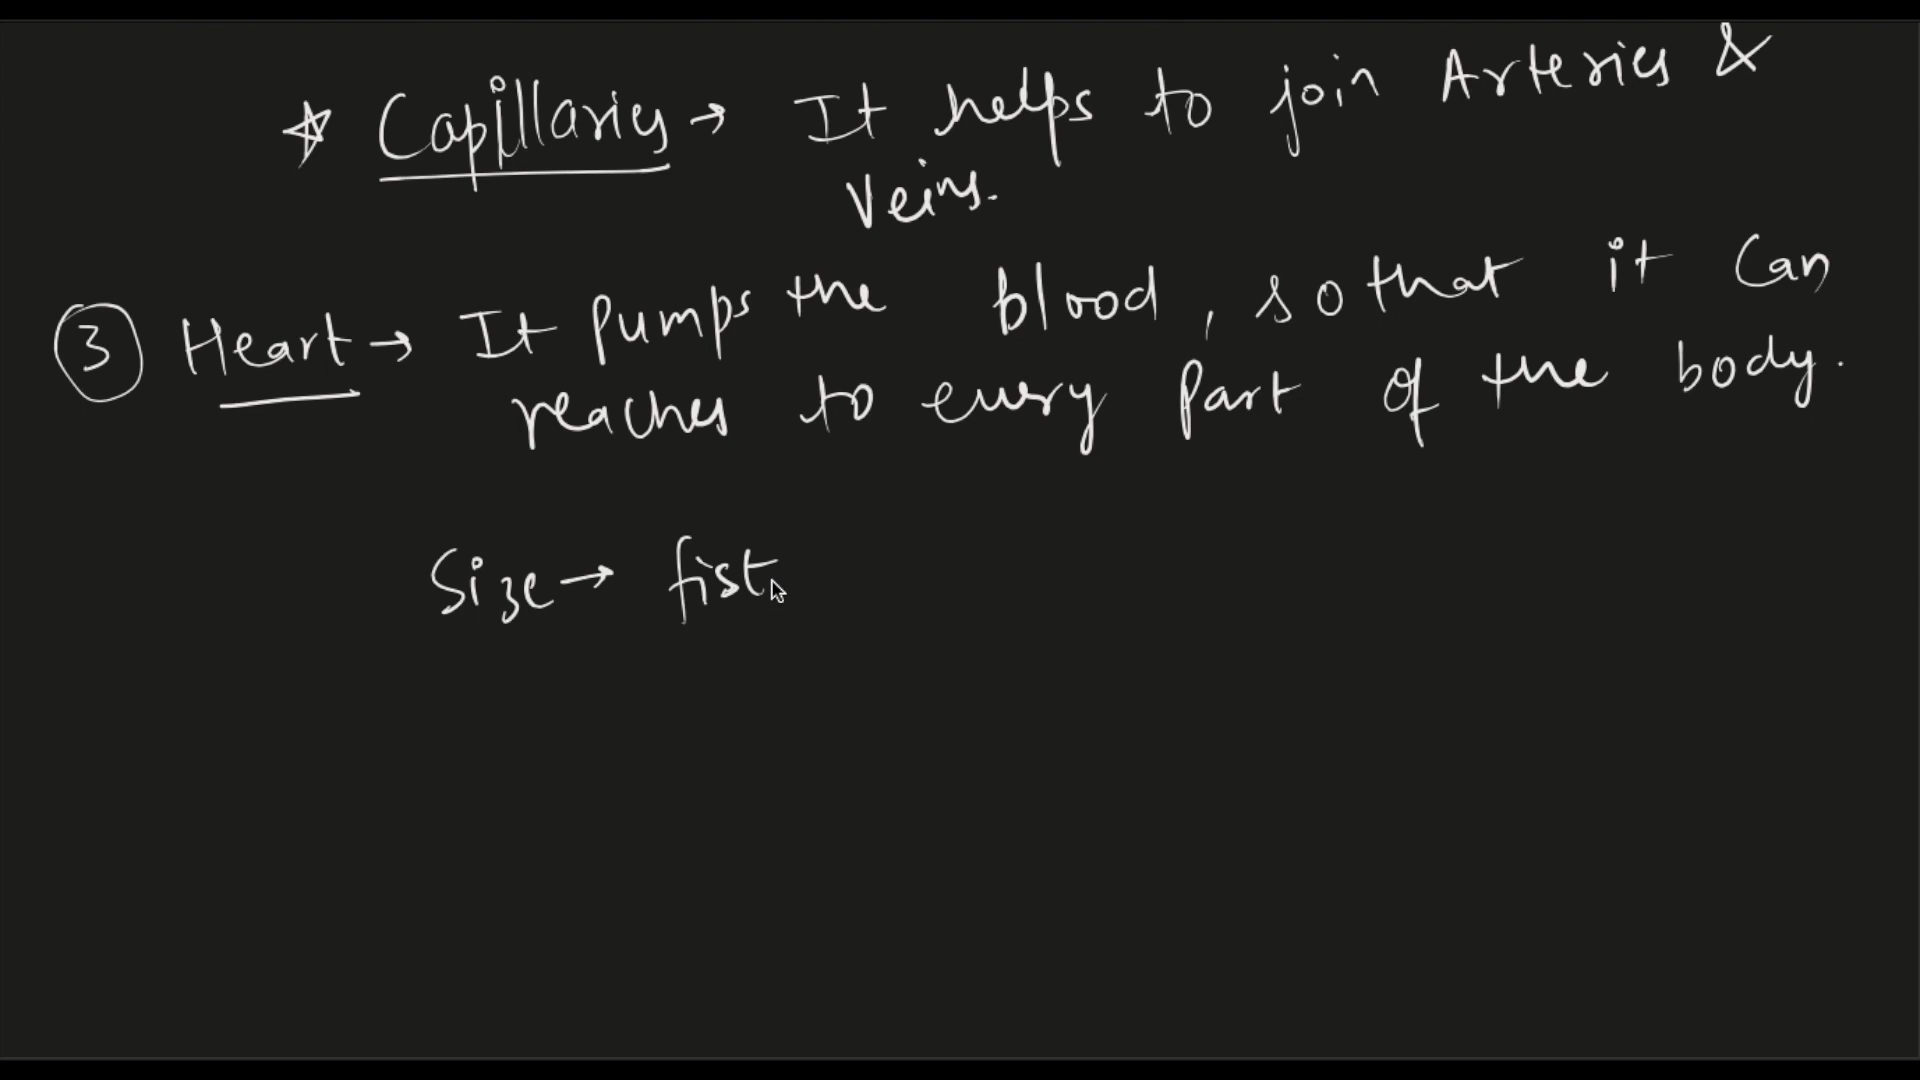 ☆ Capillaries → It helps to join Arteries &
Veins.
③ Heart → It pumps the blood, so that it can
reaches to every part of the body.
Size → fist